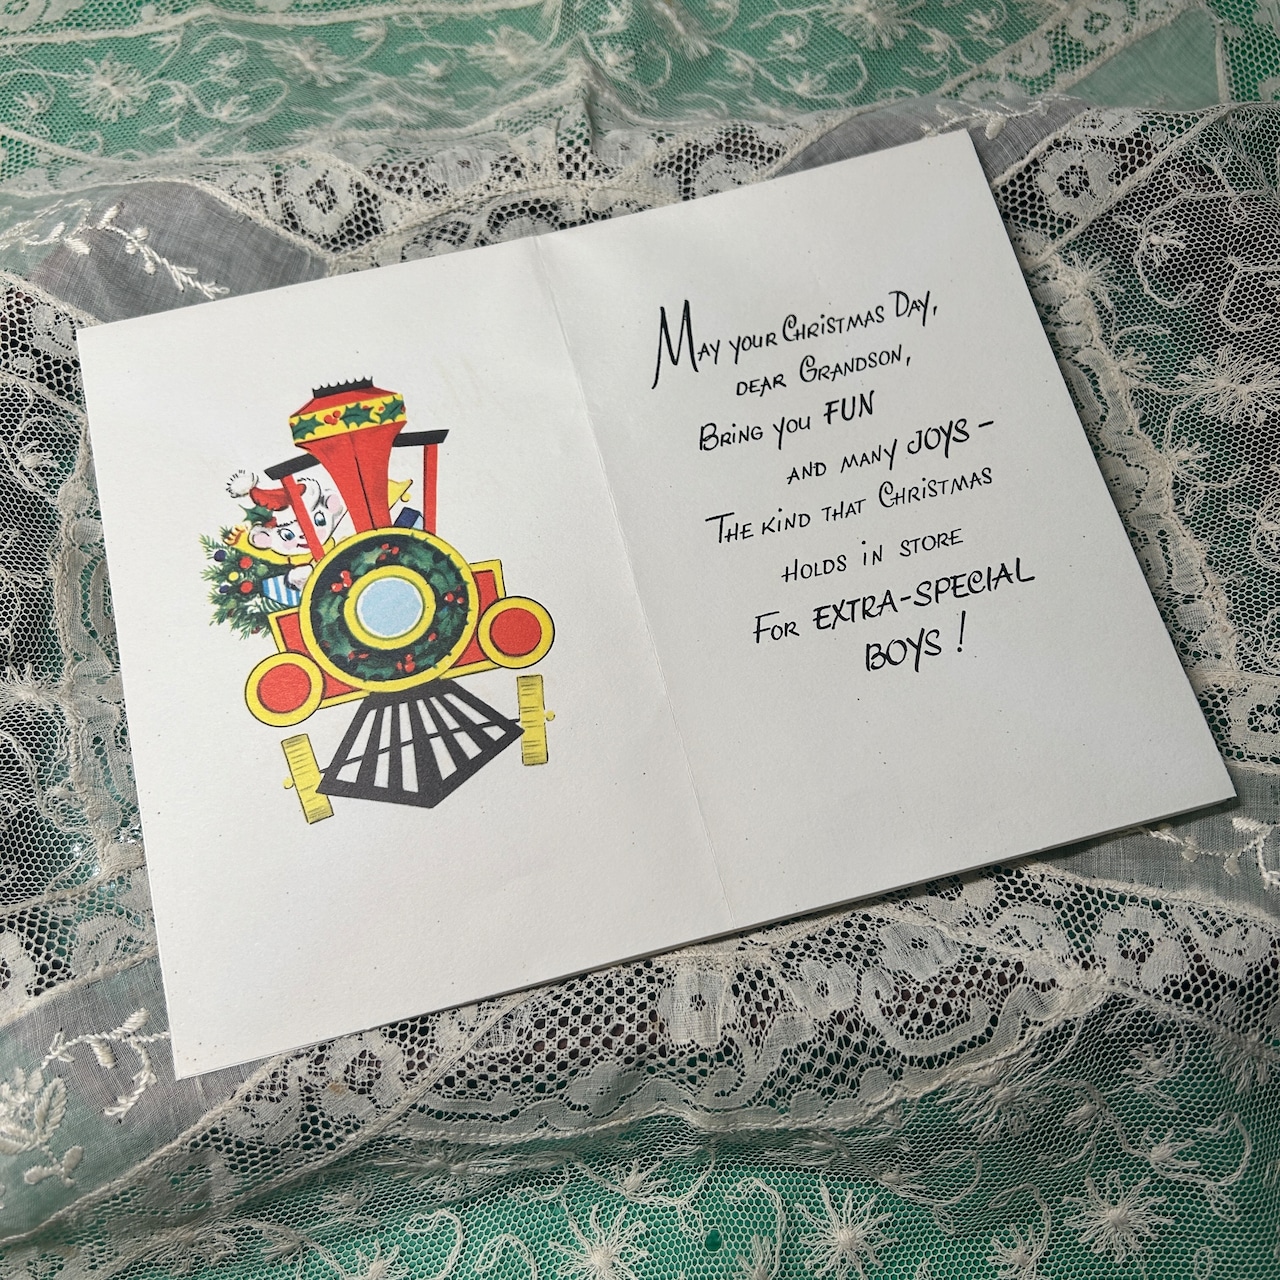 May your Christmas Day,
dear Grandson,
Bring you FUN
and many JOYS –
The kind that Christmas
holds in store
For EXTRA-SPECIAL
BOYS !